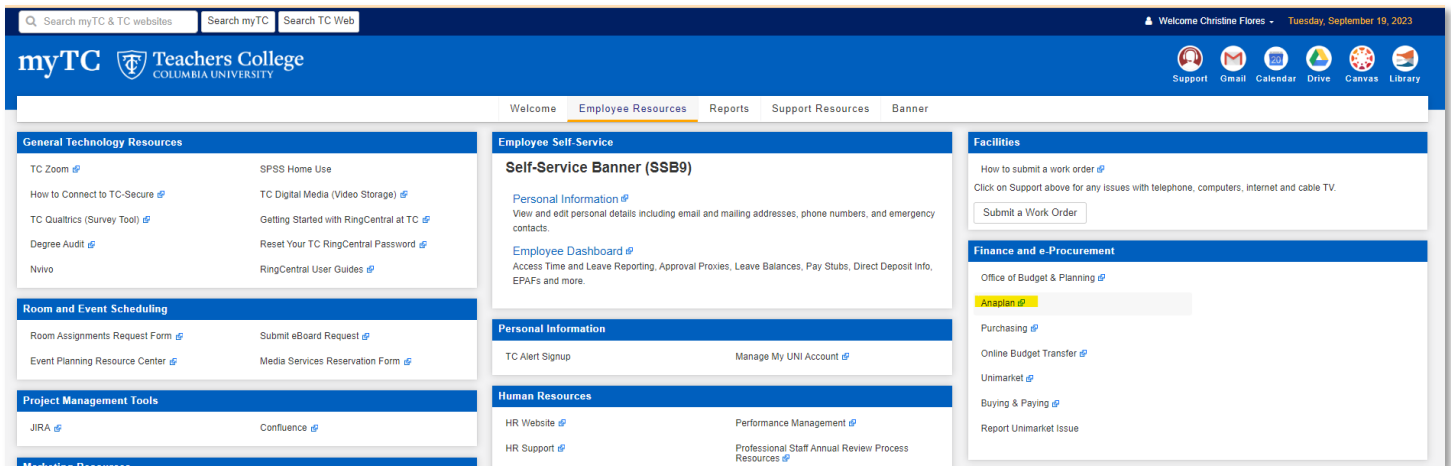 Search myTC & TC websites
Search myTC
Search TC Web
Welcome Christine Flores
Tuesday, September 19, 2023
myTC
Teachers College
COLUMBIA UNIVERSITY
Support
Gmail
Calendar
Drive
Canvas
Library
Welcome
Employee Resources
Reports
Support Resources
Banner
General Technology Resources
TC Zoom
SPSS Home Use
How to Connect to TC-Secure
TC Digital Media (Video Storage)
TC Qualtrics (Survey Tool)
Getting Started with RingCentral at TC
Degree Audit
Reset Your TC RingCentral Password
Nvivo
RingCentral User Guides
Room and Event Scheduling
Room Assignments Request Form
Submit eBoard Request
Event Planning Resource Center
Media Services Reservation Form
Project Management Tools
JIRA
Confluence
Marketing Resources
Employee Self-Service
Self-Service Banner (SSB9)
Personal Information
View and edit personal details including email and mailing addresses, phone numbers, and emergency
contacts.
Employee Dashboard
Access Time and Leave Reporting, Approval Proxies, Leave Balances, Pay Stubs, Direct Deposit Info,
EPAFs and more.
Personal Information
TC Alert Signup
Manage My UNI Account
Human Resources
HR Website
Performance Management
HR Support
Professional Staff Annual Review Process
Resources
Facilities
How to submit a work order
Click on Support above for any issues with telephone, computers, internet and cable TV.
Submit a Work Order
Finance and e-Procurement
Office of Budget & Planning
Anaplan
Purchasing
Online Budget Transfer
Unimarket
Buying & Paying
Report Unimarket Issue